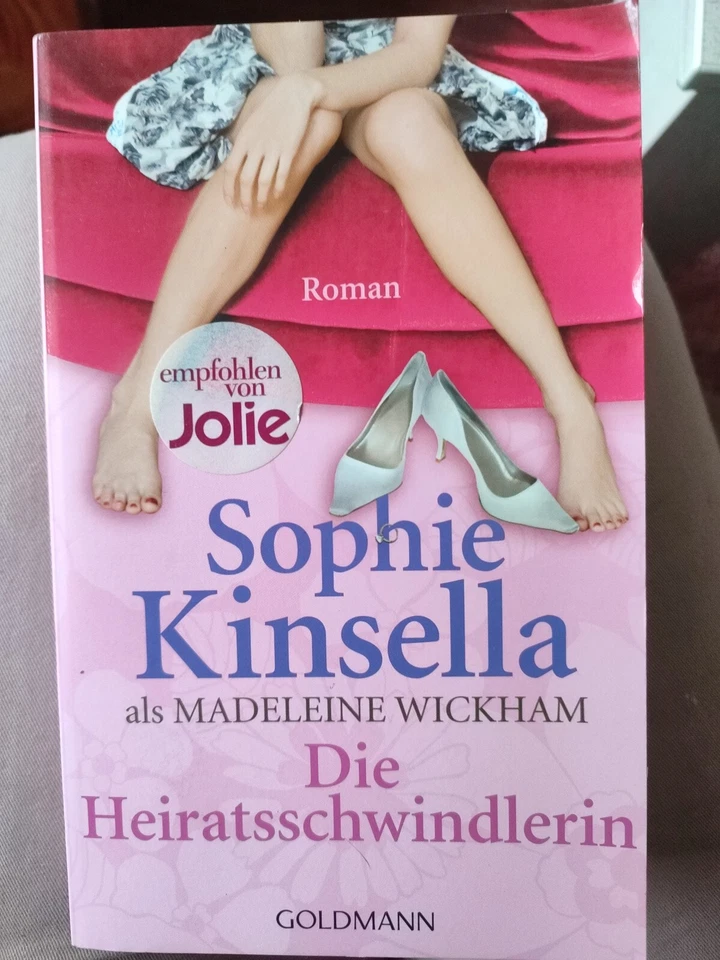 Roman
empfohlen
von
Jolie
Sophie
Kinsella
als MADELEINE WICKHAM
Die
Heiratsschwindlerin
GOLDMANN